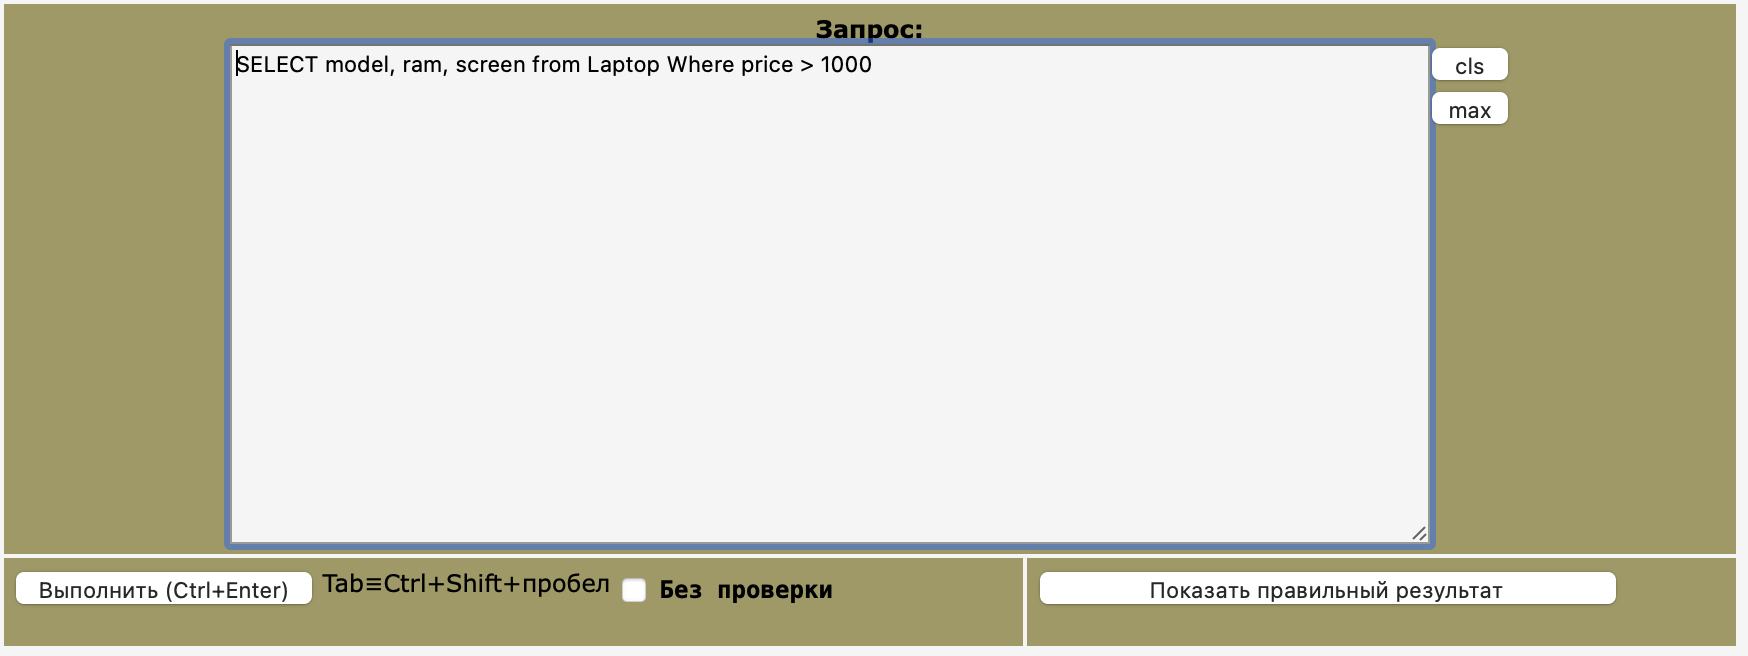 Запрос:
SELECT model, ram, screen from Laptop Where price > 1000
cls
max
Выполнить (Ctrl+Enter) Tab≡Ctrl+Shift+пробел Без проверки Показать правильный результат